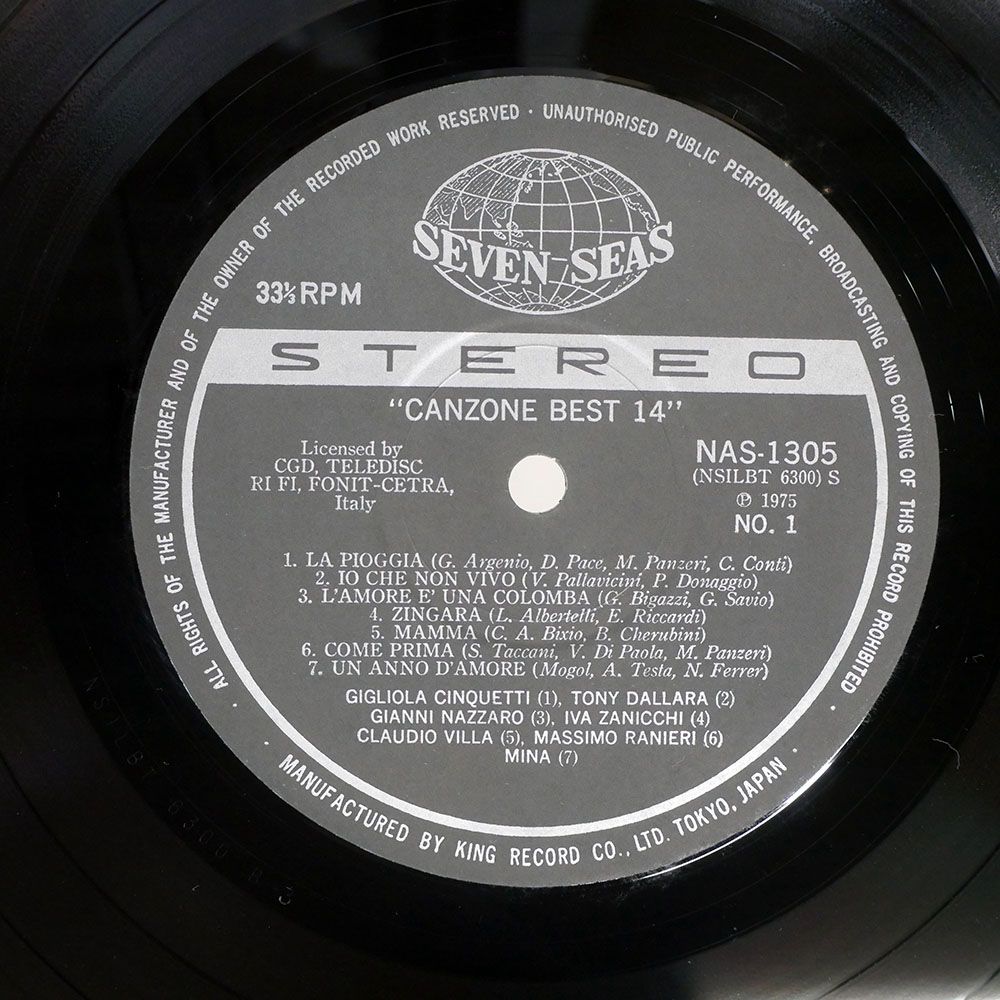 ALL RIGHTS OF THE MANUFACTURER AND OF THE OWNER OF THE RECORDED WORK RESERVED · UNAUTHORISED PUBLIC PERFORMANCE, BROADCASTING AND COPYING OF THIS RECORD PROHIBITED
SEVEN SEAS
33⅓ RPM
STEREO
"CANZONE BEST 14"
Licensed by
CGD, TELEDISC
RI FI, FONIT-CETRA,
Italy
NAS-1305
(NSILBT 6300) S
℗ 1975
NO. 1
1. LA PIOGGIA (G. Argenio, D. Pace, M. Panzeri, C. Conti)
2. IO CHE NON VIVO (V. Pallavicini, P. Donaggio)
3. L'AMORE E' UNA COLOMBA (G. Bigazzi, G. Savio)
4. ZINGARA (L. Albertelli, E. Riccardi)
5. MAMMA (C. A. Bixio, B. Cherubini)
6. COME PRIMA (S. Taccani, V. Di Paola, M. Panzeri)
7. UN ANNO D'AMORE (Mogol, A. Testa, N. Ferrer)
GIGLIOLA CINQUETTI (1), TONY DALLARA (2)
GIANNI NAZZARO (3), IVA ZANICCHI (4)
CLAUDIO VILLA (5), MASSIMO RANIERI (6)
MINA (7)
· MANUFACTURED BY KING RECORD CO., LTD. TOKYO, JAPAN ·